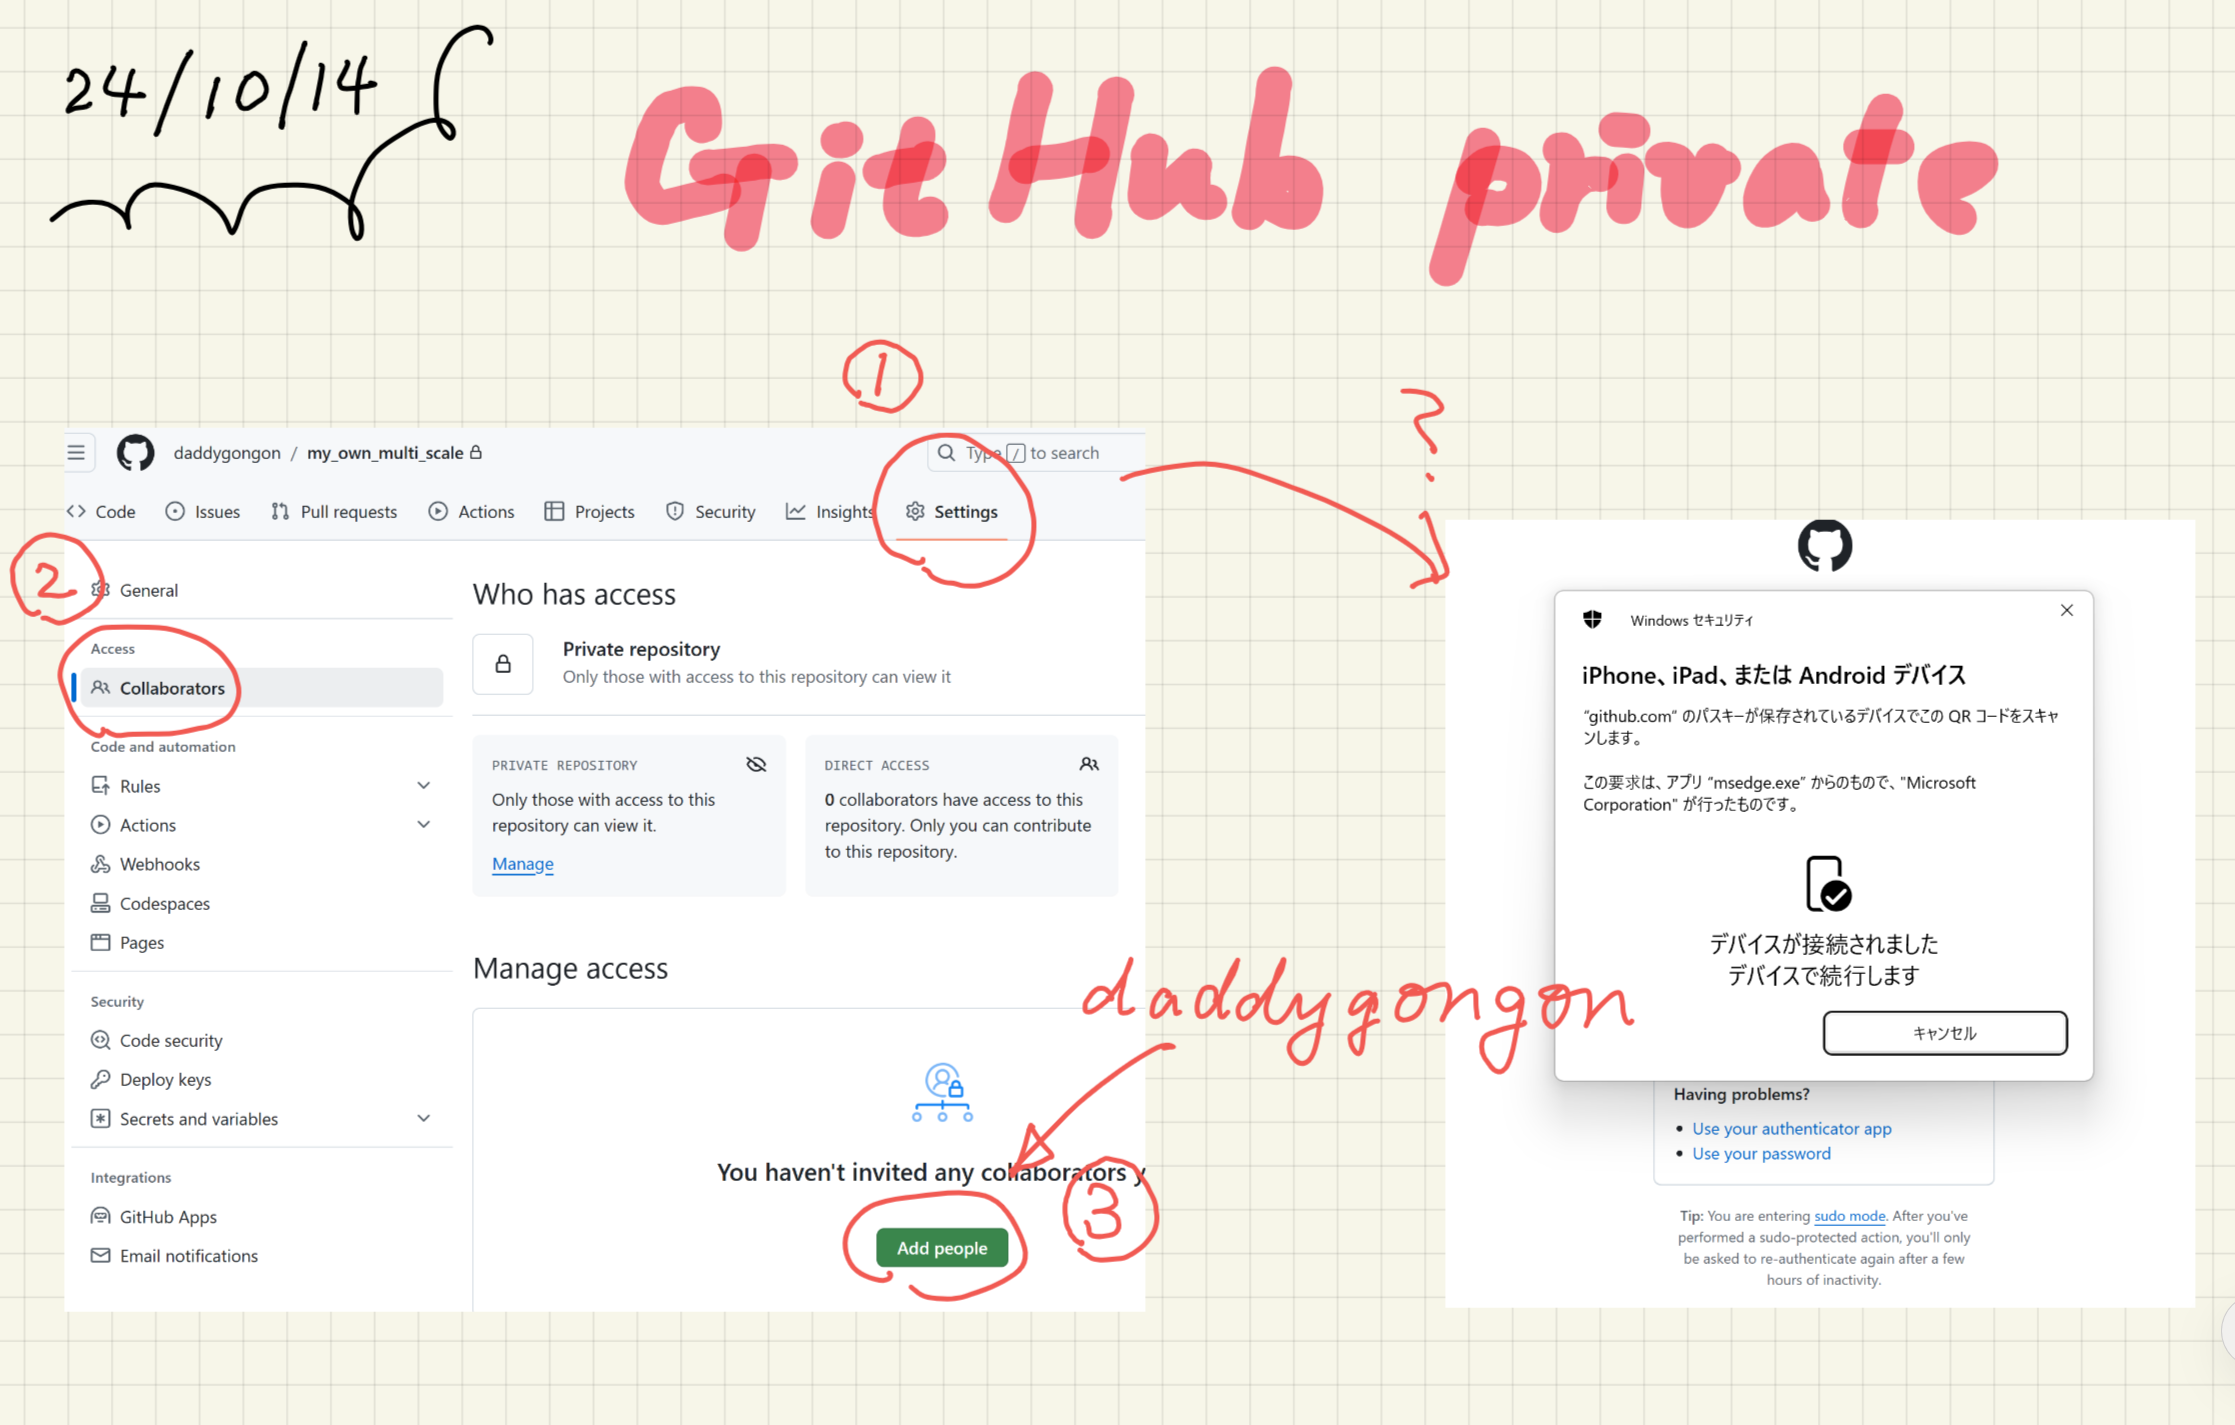 24/10/14
GitHub private
1
?
daddygongon / my_own_multi_scale
Type / to search
Code Issues Pull requests Actions Projects Security Insights Settings
2
General
Access
Collaborators
Code and automation
Rules
Actions
Webhooks
Codespaces
Pages
Security
Code security
Deploy keys
Secrets and variables
Integrations
GitHub Apps
Email notifications
Who has access
Private repository
Only those with access to this repository can view it
PRIVATE REPOSITORY
Only those with access to this
repository can view it.
Manage
DIRECT ACCESS
0 collaborators have access to this
repository. Only you can contribute
to this repository.
Manage access
daddygongon
You haven't invited any collaborators y
3
Add people
Windows セキュリティ
iPhone、iPad、または Android デバイス
"github.com" のパスキーが保存されているデバイスでこの QR コードをスキャ
ンします。
この要求は、アプリ "msedge.exe" からのもので、"Microsoft
Corporation" が行ったものです。
デバイスが接続されました
デバイスで続行します
キャンセル
Having problems?
Use your authenticator app
Use your password
Tip: You are entering sudo mode. After you've
performed a sudo-protected action, you'll only
be asked to re-authenticate again after a few
hours of inactivity.